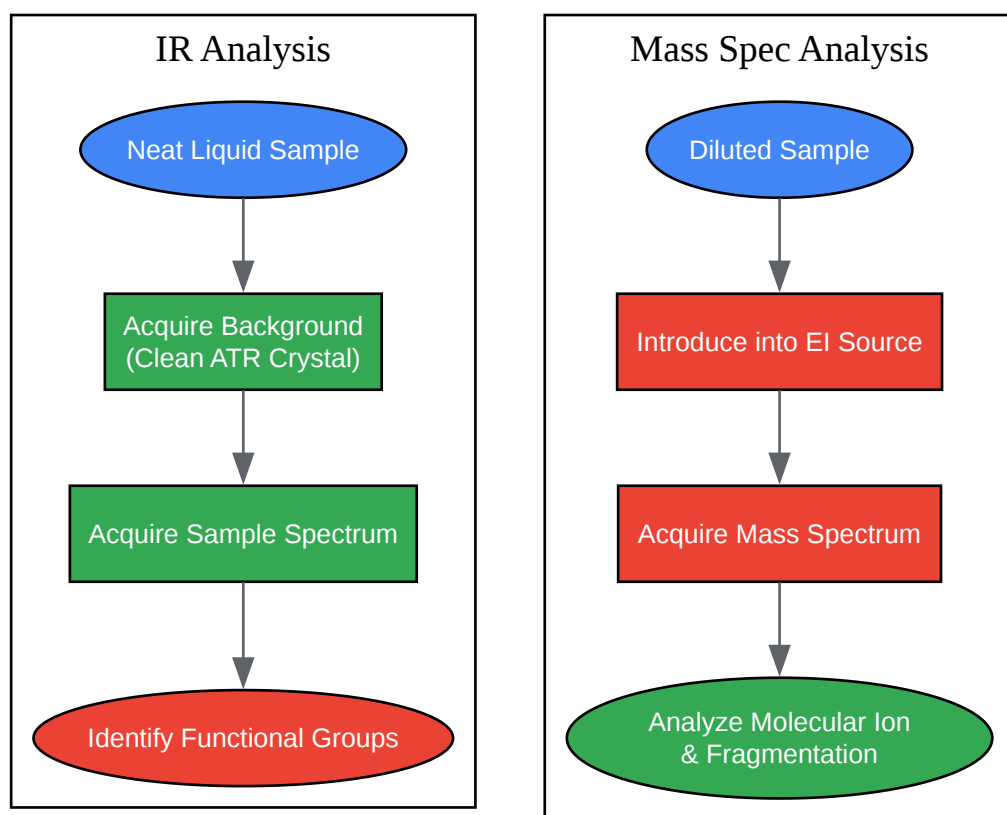 IR Analysis
Neat Liquid Sample
Acquire Background
(Clean ATR Crystal)
Acquire Sample Spectrum
Identify Functional Groups
Mass Spec Analysis
Diluted Sample
Introduce into EI Source
Acquire Mass Spectrum
Analyze Molecular Ion
& Fragmentation